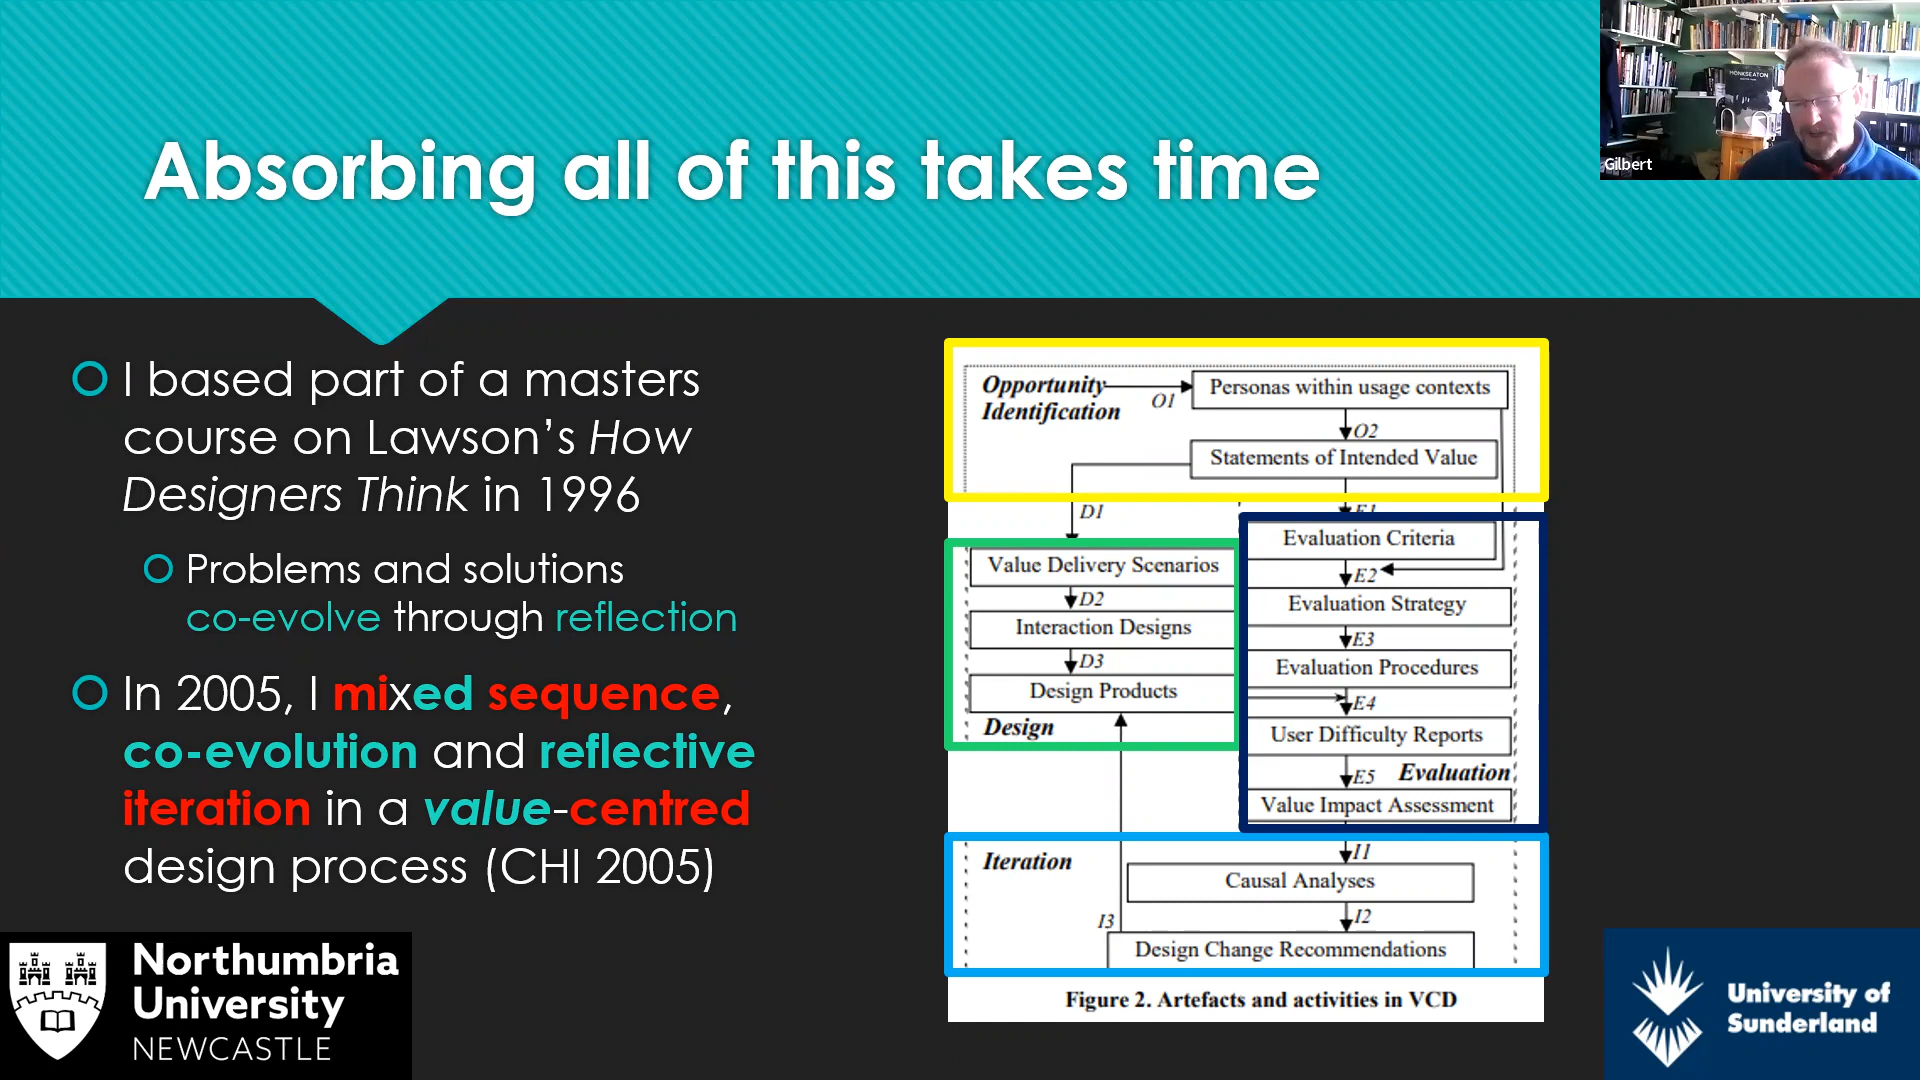 MONKSEATON
Gilbert
Absorbing all of this takes time
I based part of a masters
course on Lawson's How
Designers Think in 1996
Problems and solutions
co-evolve through reflection
In 2005, I mixed sequence,
co-evolution and reflective
iteration in a value-centred
design process (CHI 2005)
Opportunity
Identification
O1
Personas within usage contexts
O2
Statements of Intended Value
D1
E1
Value Delivery Scenarios
D2
Interaction Designs
D3
Design Products
Design
Evaluation Criteria
E2
Evaluation Strategy
E3
Evaluation Procedures
E4
User Difficulty Reports
E5
Evaluation
Value Impact Assessment
Iteration
I1
Causal Analyses
I2
I3
Design Change Recommendations
Figure 2. Artefacts and activities in VCD
Northumbria
University
NEWCASTLE
University of
Sunderland